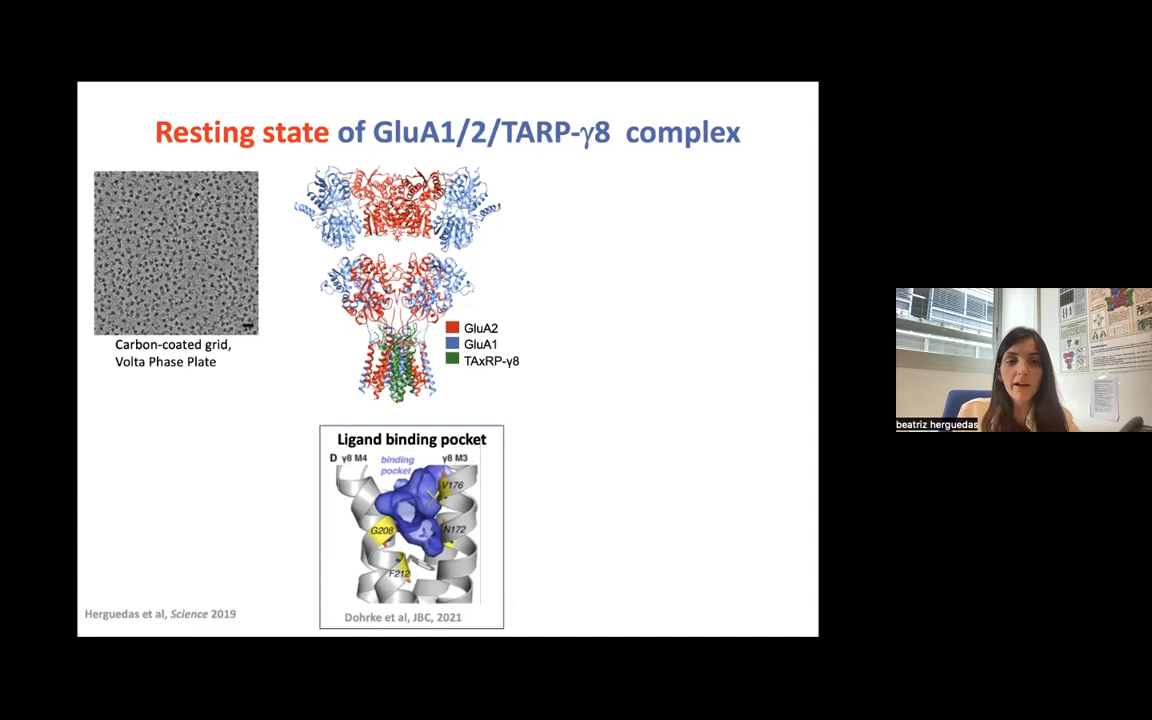 Resting state of GluA1/2/TARP-γ8 complex
Carbon-coated grid,
Volta Phase Plate
GluA2
GluA1
TAxRP-γ8
Ligand binding pocket
D γ8 M4
binding
pocket
γ8 M3
V176
G208
N172
F212
Herguedas et al, Science 2019
Dohrke et al, JBC, 2021
beatriz herguedas